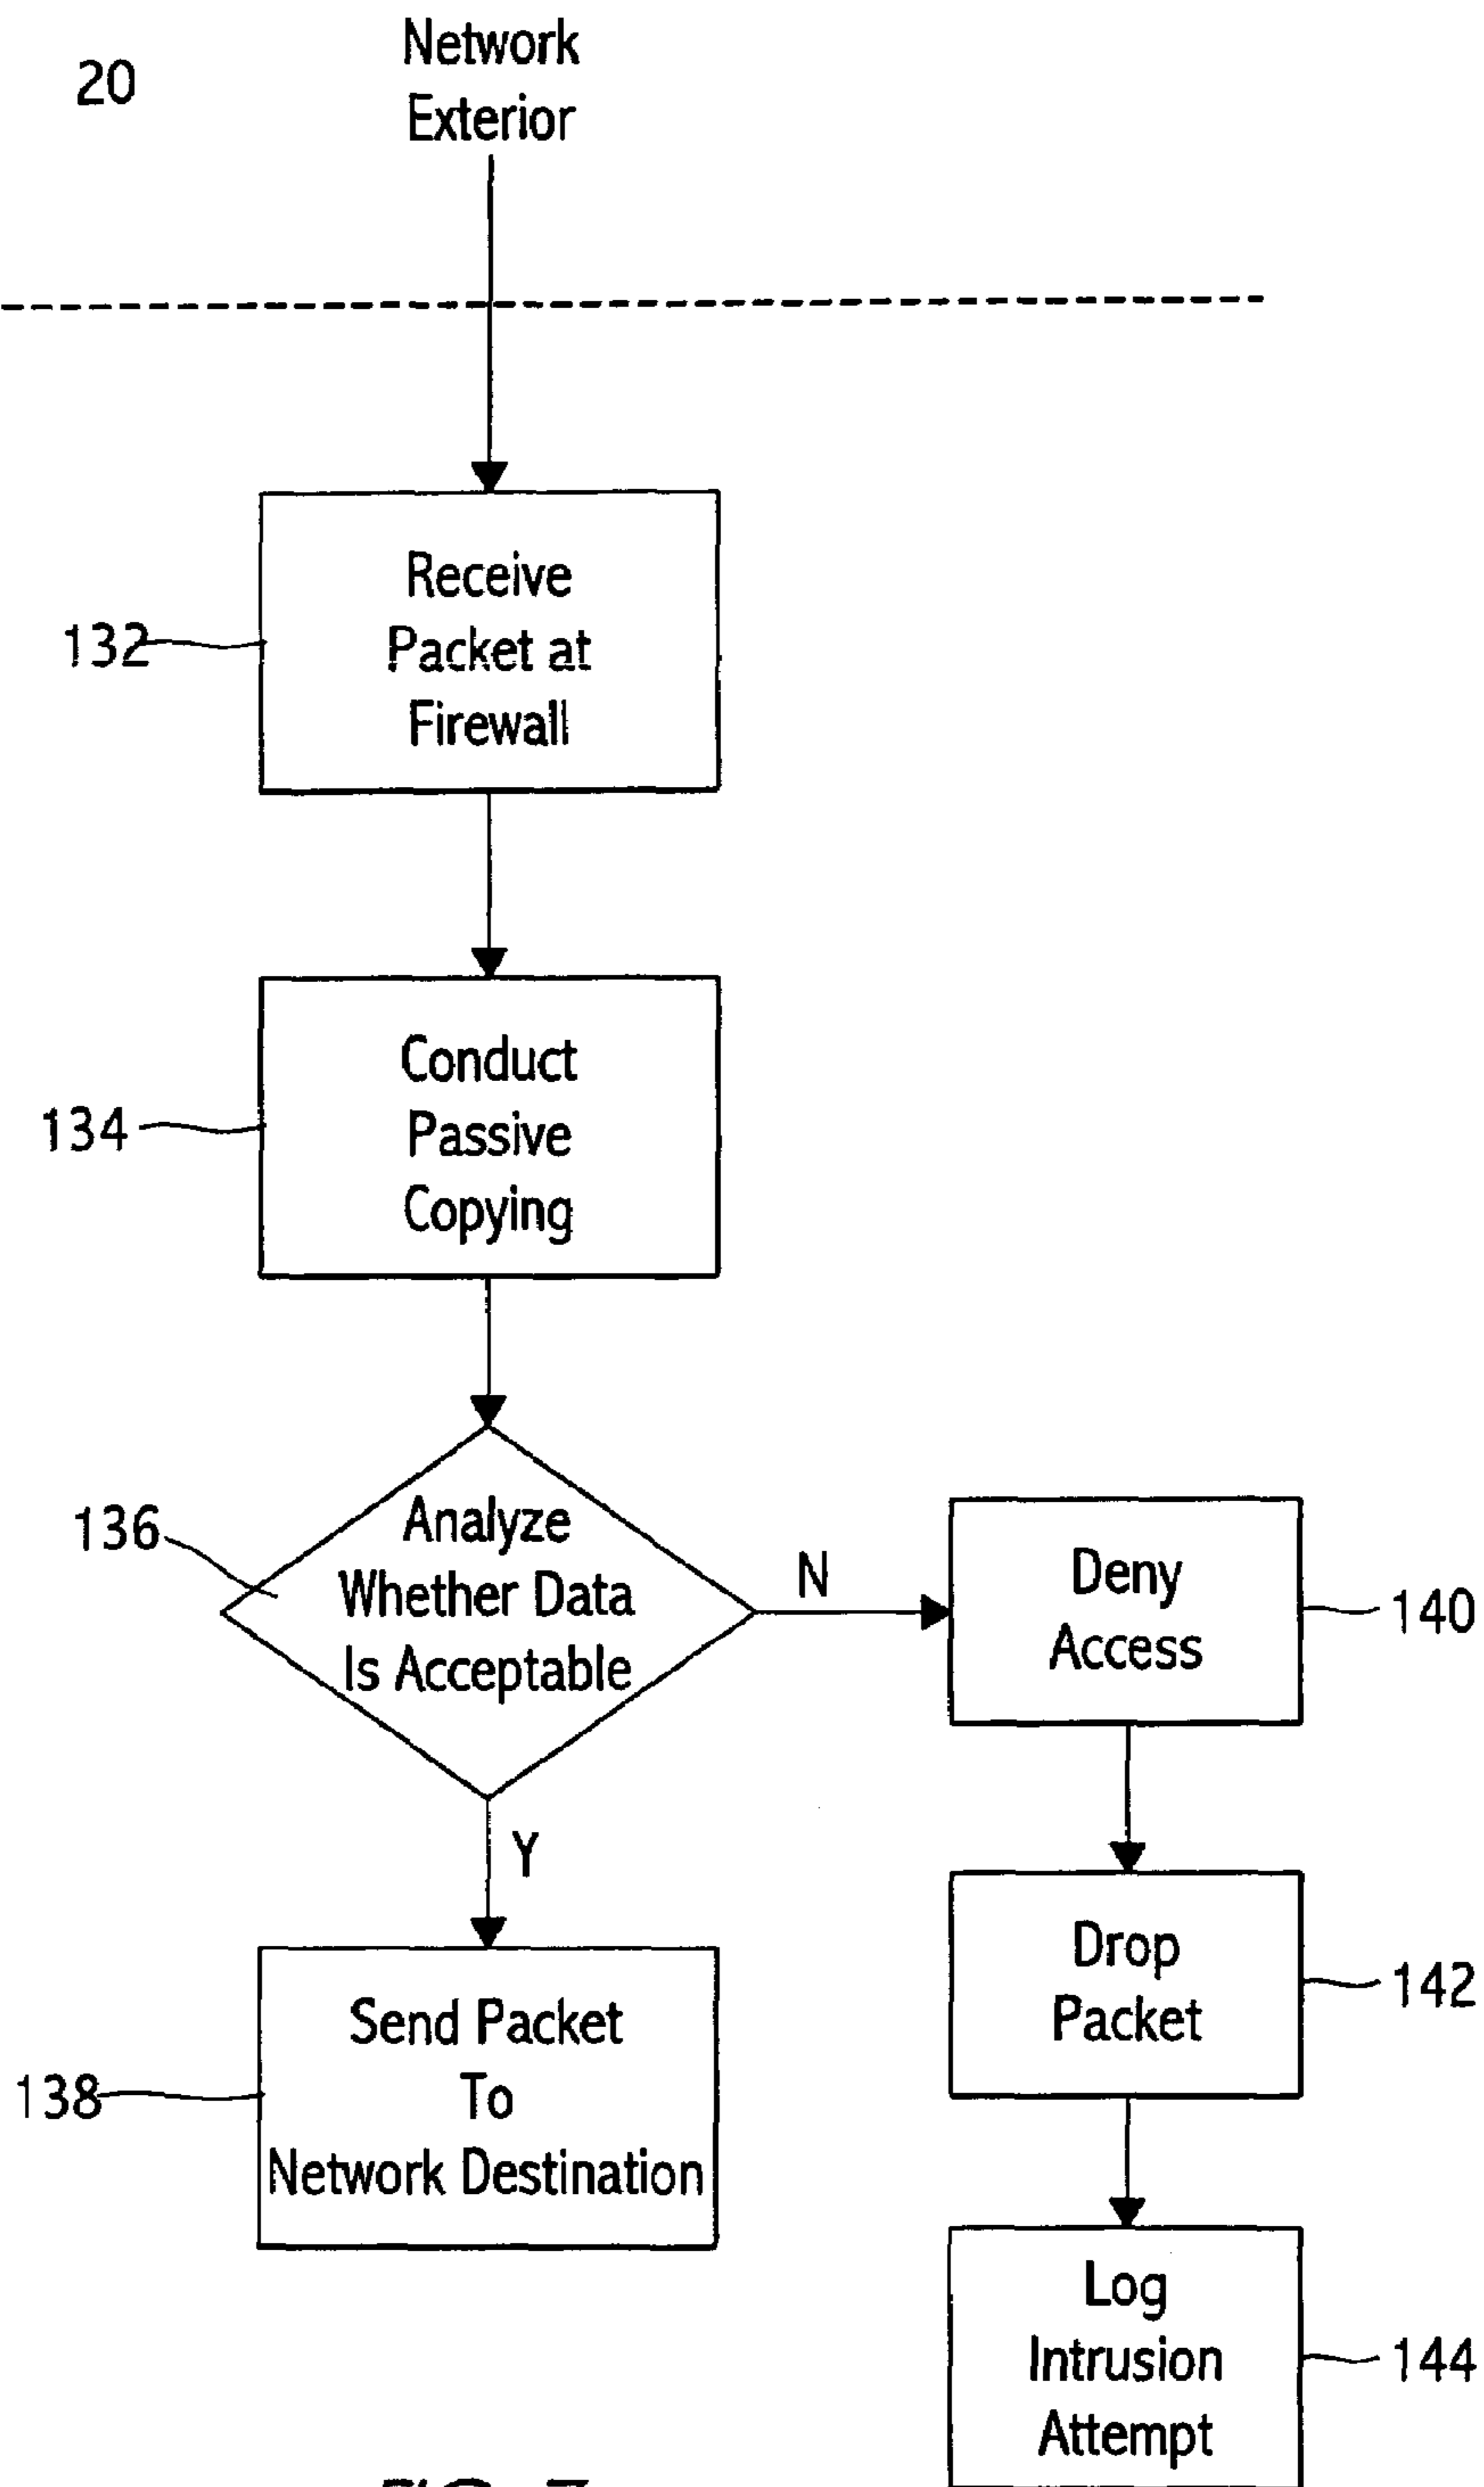 20
Network
Exterior
Receive
Packet at
Firewall
132
Conduct
Passive
Copying
134
Analyze
Whether Data
Is Acceptable
136
N
Deny
Access
140
Y
Drop
Packet
142
Send Packet
To
Network Destination
138
Log
Intrusion
Attempt
144